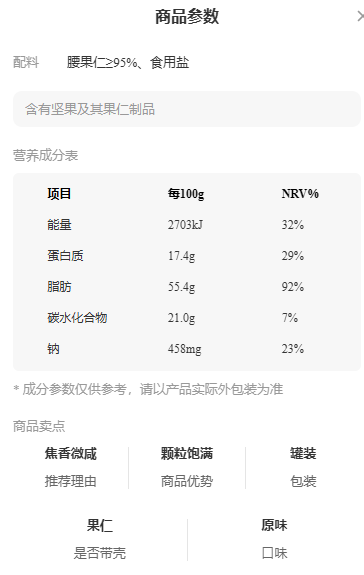 商品参数
配料 腰果仁≥95%、食用盐
含有坚果及其果仁制品
营养成分表
项目 每100g NRV%
能量 2703kJ 32%
蛋白质 17.4g 29%
脂肪 55.4g 92%
碳水化合物 21.0g 7%
钠 458mg 23%
* 成分参数仅供参考，请以产品实际外包装为准
商品卖点
焦香微咸 颗粒饱满 罐装
推荐理由 商品优势 包装
果仁 原味
是否带壳 口味